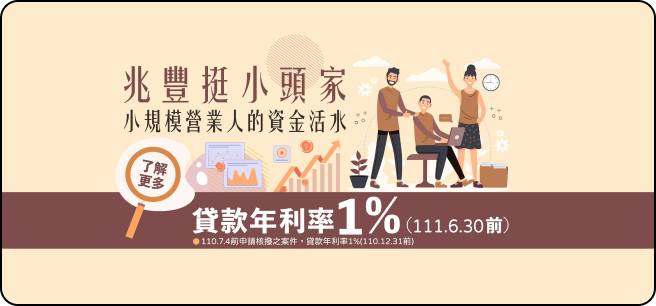 兆豐挺小頭家
小規模營業人的資金活水
了解
更多
貸款年利率1%(111.6.30前)
110.7.4前申請核撥之案件，貸款年利率1%(110.12.31前)